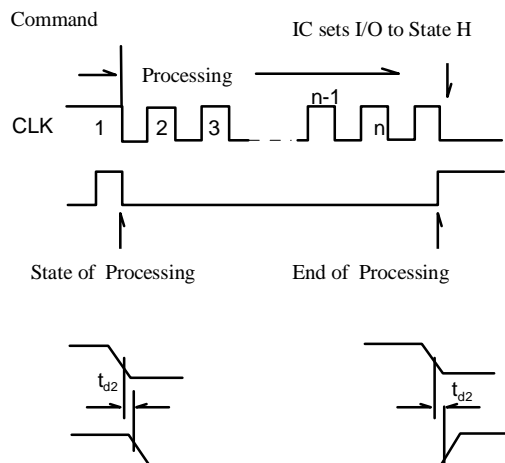 Command
IC sets I/O to State H
Processing
n-1
CLK 1 2 3 n
State of Processing End of Processing
td2 td2